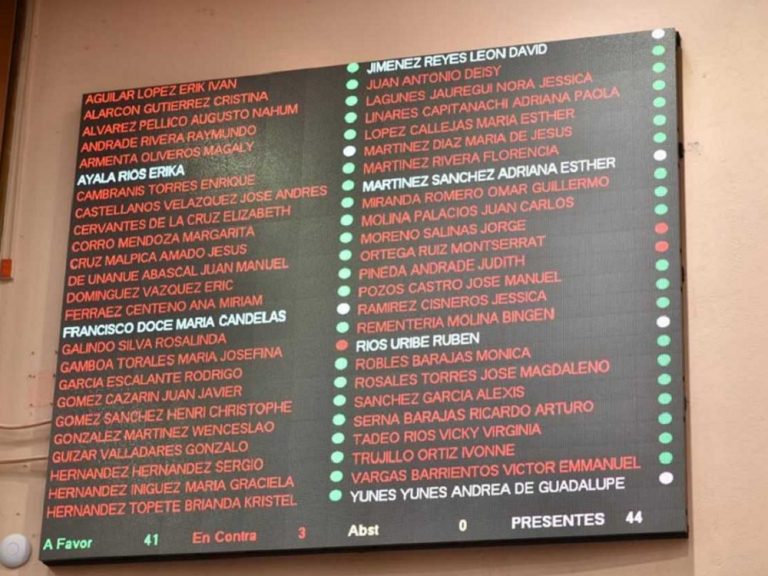 AGUILAR LOPEZ ERIK IVAN
ALARCON GUTIERREZ CRISTINA
ALVAREZ PELLICO AUGUSTO NAHUM
ANDRADE RIVERA RAYMUNDO
ARMENTA OLIVEROS MAGALY
AYALA RIOS ERIKA
CAMBRANIS TORRES ENRIQUE
CASTELLANOS VELAZQUEZ JOSE ANDRES
CERVANTES DE LA CRUZ ELIZABETH
CORRO MENDOZA MARGARITA
CRUZ MALPICA AMADO JESUS
DE UNANUE ABASCAL JUAN MANUEL
DOMINGUEZ VAZQUEZ ERIC
FERRAEZ CENTENO ANA MIRIAM
FRANCISCO DOCE MARIA CANDELAS
GALINDO SILVA ROSALINDA
GAMBOA TORALES MARIA JOSEFINA
GARCIA ESCALANTE RODRIGO
GOMEZ CAZARIN JUAN JAVIER
GOMEZ SANCHEZ HENRI CHRISTOPHE
GONZALEZ MARTINEZ WENCESLAO
GUIZAR VALLADARES GONZALO
HERNANDEZ HERNANDEZ SERGIO
HERNANDEZ IÑIGUEZ MARIA GRACIELA
HERNANDEZ TOPETE BRIANDA KRISTEL
JIMENEZ REYES LEON DAVID
JUAN ANTONIO DEISY
LAGUNES JAUREGUI NORA JESSICA
LINARES CAPITANACHI ADRIANA PAOLA
LOPEZ CALLEJAS MARIA ESTHER
MARTINEZ DIAZ MARIA DE JESUS
MARTINEZ RIVERA FLORENCIA
MARTINEZ SANCHEZ ADRIANA ESTHER
MIRANDA ROMERO OMAR GUILLERMO
MOLINA PALACIOS JUAN CARLOS
MORENO SALINAS JORGE
ORTEGA RUIZ MONTSERRAT
PINEDA ANDRADE JUDITH
POZOS CASTRO JOSE MANUEL
RAMIREZ CISNEROS JESSICA
REMENTERIA MOLINA BINGEN
RIOS URIBE RUBEN
ROBLES BARAJAS MONICA
ROSALES TORRES JOSE MAGDALENO
SANCHEZ GARCIA ALEXIS
SERNA BARAJAS RICARDO ARTURO
TADEO RIOS VICKY VIRGINIA
TRUJILLO ORTIZ IVONNE
VARGAS BARRIENTOS VICTOR EMMANUEL
YUNES YUNES ANDREA DE GUADALUPE
A Favor 41 En Contra 3 Abst 0 PRESENTES 44